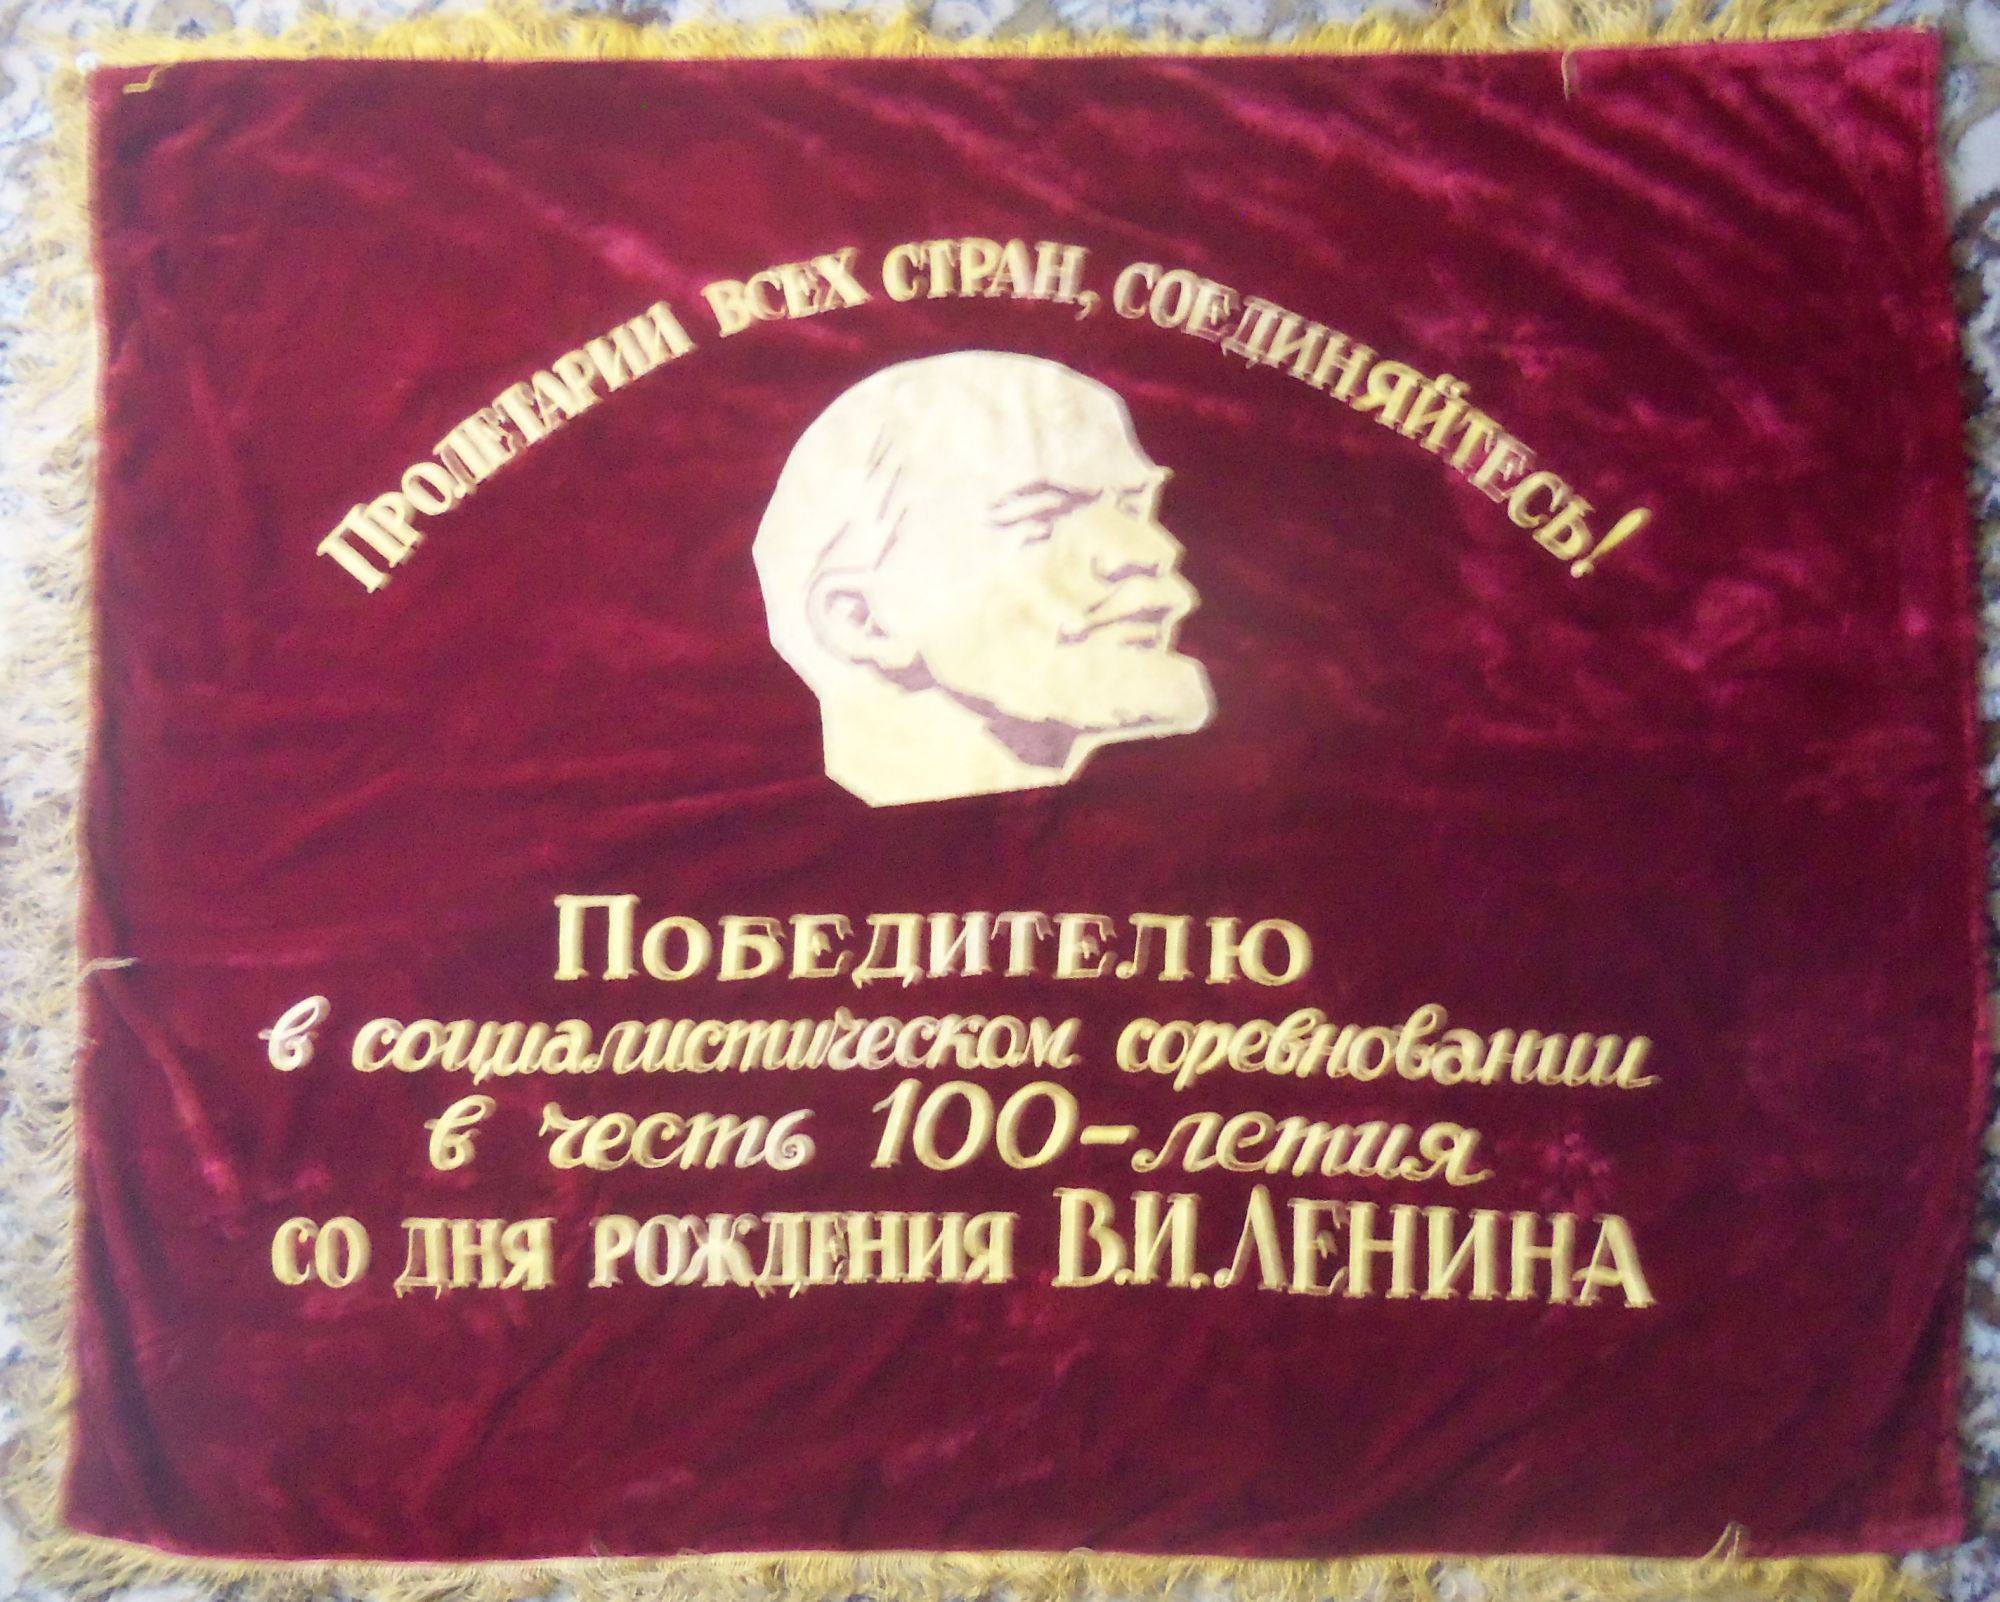 Пролетарии всех стран, соединяйтесь!
Победителю
в социалистическом соревновании
в честь 100-летия
со дня рождения В.И.Ленина